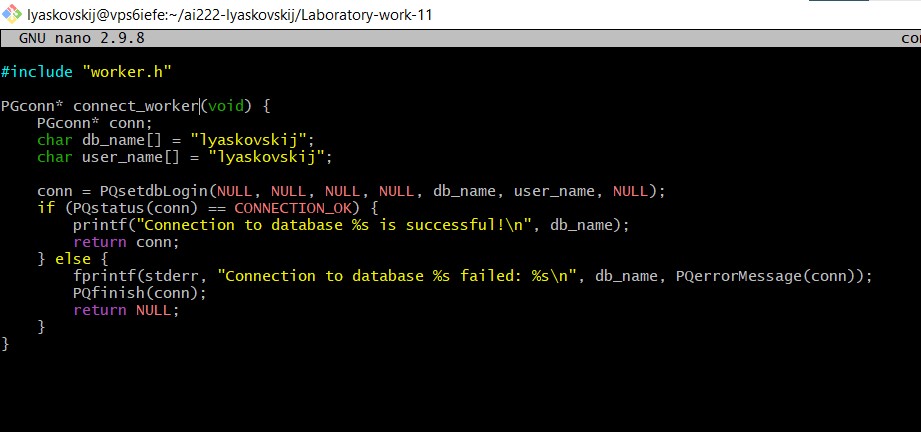 lyaskovskij@vps6iefe:~/ai222-lyaskovskij/Laboratory-work-11
GNU nano 2.9.8 co
#include "worker.h"
PGconn* connect_worker(void) {
    PGconn* conn;
    char db_name[] = "lyaskovskij";
    char user_name[] = "lyaskovskij";
    conn = PQsetdbLogin(NULL, NULL, NULL, NULL, db_name, user_name, NULL);
    if (PQstatus(conn) == CONNECTION_OK) {
        printf("Connection to database %s is successful!\n", db_name);
        return conn;
    } else {
        fprintf(stderr, "Connection to database %s failed: %s\n", db_name, PQerrorMessage(conn));
        PQfinish(conn);
        return NULL;
    }
}